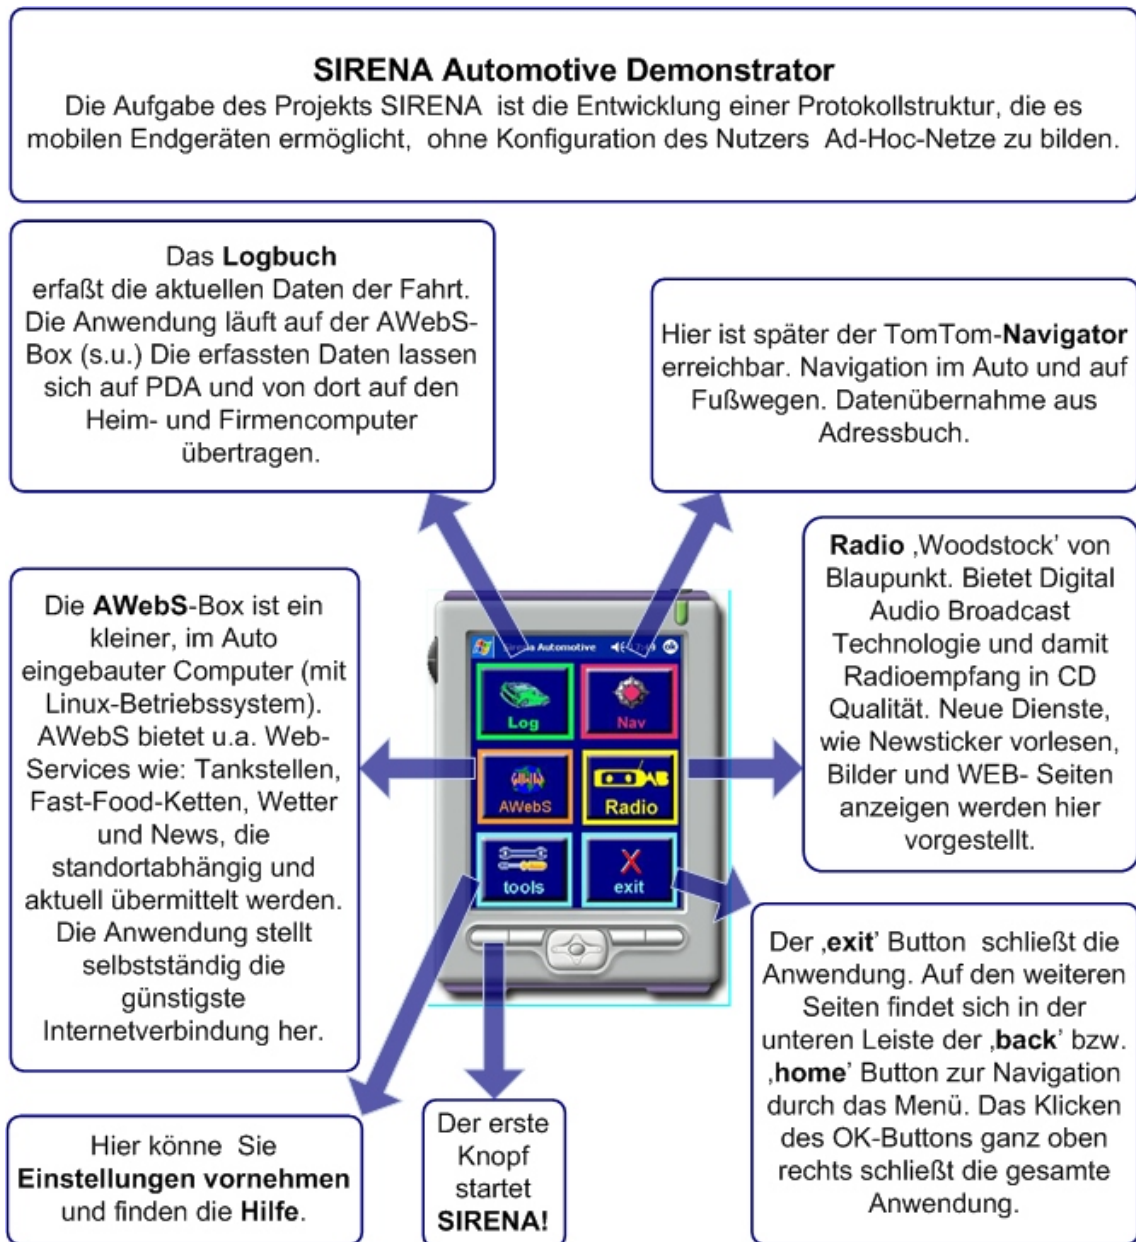 SIRENA Automotive Demonstrator
Die Aufgabe des Projekts SIRENA  ist die Entwicklung einer Protokollstruktur, die es
mobilen Endgeräten ermöglicht,  ohne Konfiguration des Nutzers  Ad-Hoc-Netze zu bilden.
Das Logbuch
erfaßt die aktuellen Daten der Fahrt.
Die Anwendung läuft auf der AWebS-
Box (s.u.) Die erfassten Daten lassen
sich auf PDA und von dort auf den
Heim- und Firmencomputer
übertragen.
Hier ist später der TomTom-Navigator
erreichbar. Navigation im Auto und auf
Fußwegen. Datenübernahme aus
Adressbuch.
Die AWebS-Box ist ein
kleiner, im Auto
eingebauter Computer (mit
Linux-Betriebssystem).
AWebS bietet u.a. Web-
Services wie: Tankstellen,
Fast-Food-Ketten, Wetter
und News, die
standortabhängig und
aktuell übermittelt werden.
Die Anwendung stellt
selbstständig die
günstigste
Internetverbindung her.
Automotive
ok
Log
Nav
AWebS
Radio
tools
exit
Radio ‚Woodstock’ von
Blaupunkt. Bietet Digital
Audio Broadcast
Technologie und damit
Radioempfang in CD
Qualität. Neue Dienste,
wie Newsticker vorlesen,
Bilder und WEB- Seiten
anzeigen werden hier
vorgestellt.
Der ‚exit’ Button  schließt die
Anwendung. Auf den weiteren
Seiten findet sich in der
unteren Leiste der ‚back’ bzw.
‚home’ Button zur Navigation
durch das Menü. Das Klicken
des OK-Buttons ganz oben
rechts schließt die gesamte
Anwendung.
Hier könne  Sie
Einstellungen vornehmen
und finden die Hilfe.
Der erste
Knopf
startet
SIRENA!